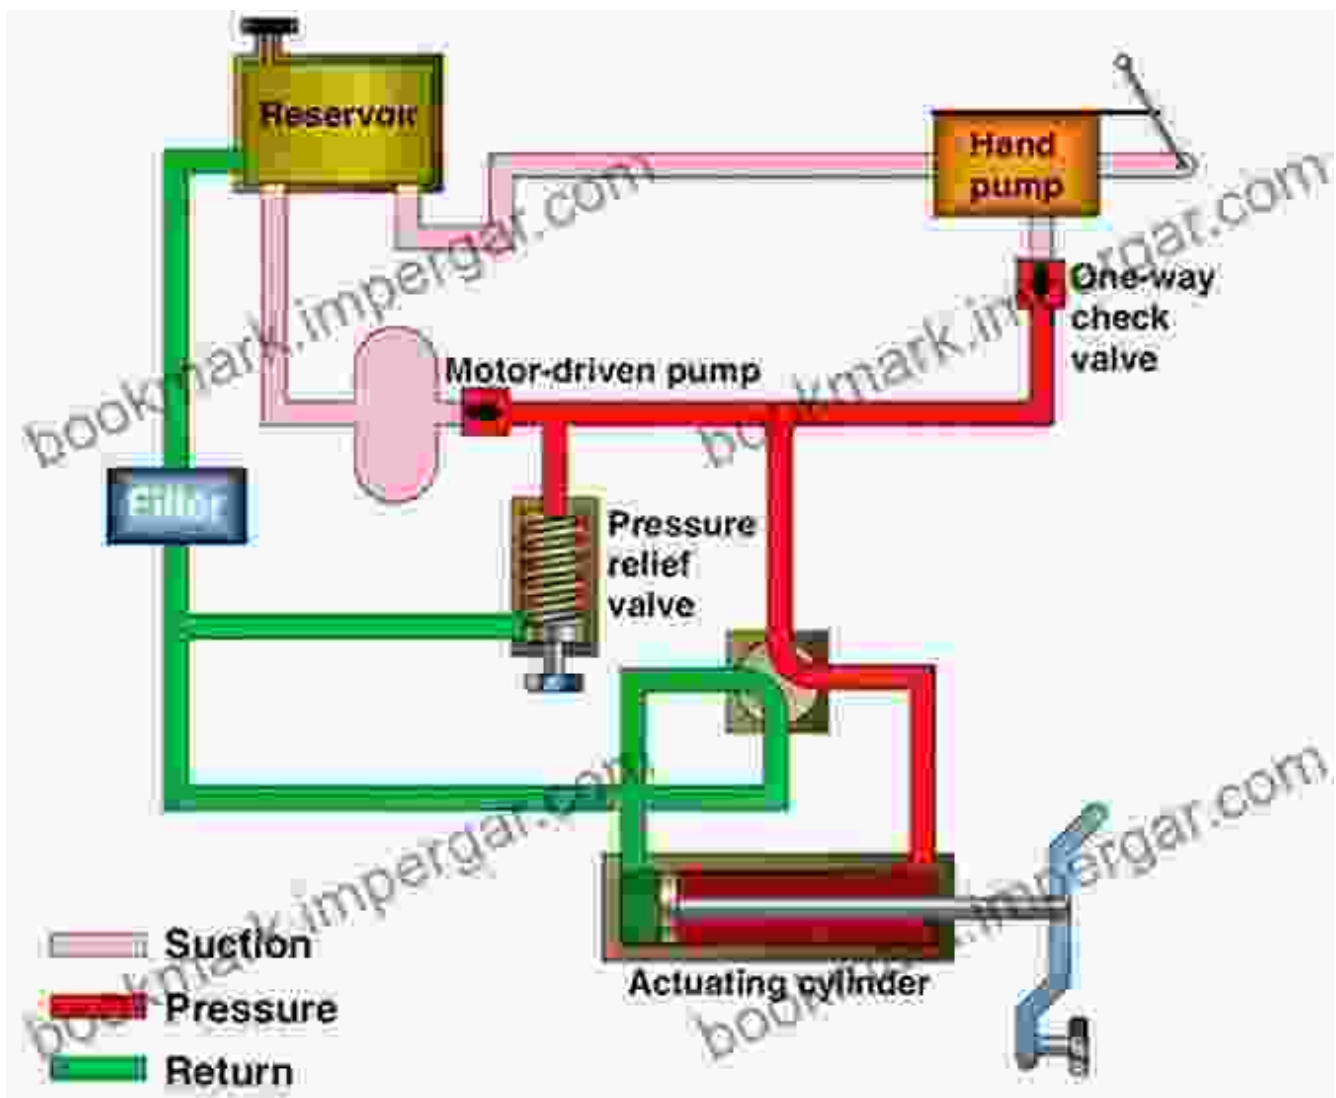 Reservoir
Hand
pump
One-way
check
valve
Motor-driven pump
Filter
Pressure
relief
valve
Actuating cylinder
Suction
Pressure
Return
bookmark.impergar.com
bookmark.impergar.com
bookmark.impergar.com
bookmark.impergar.com